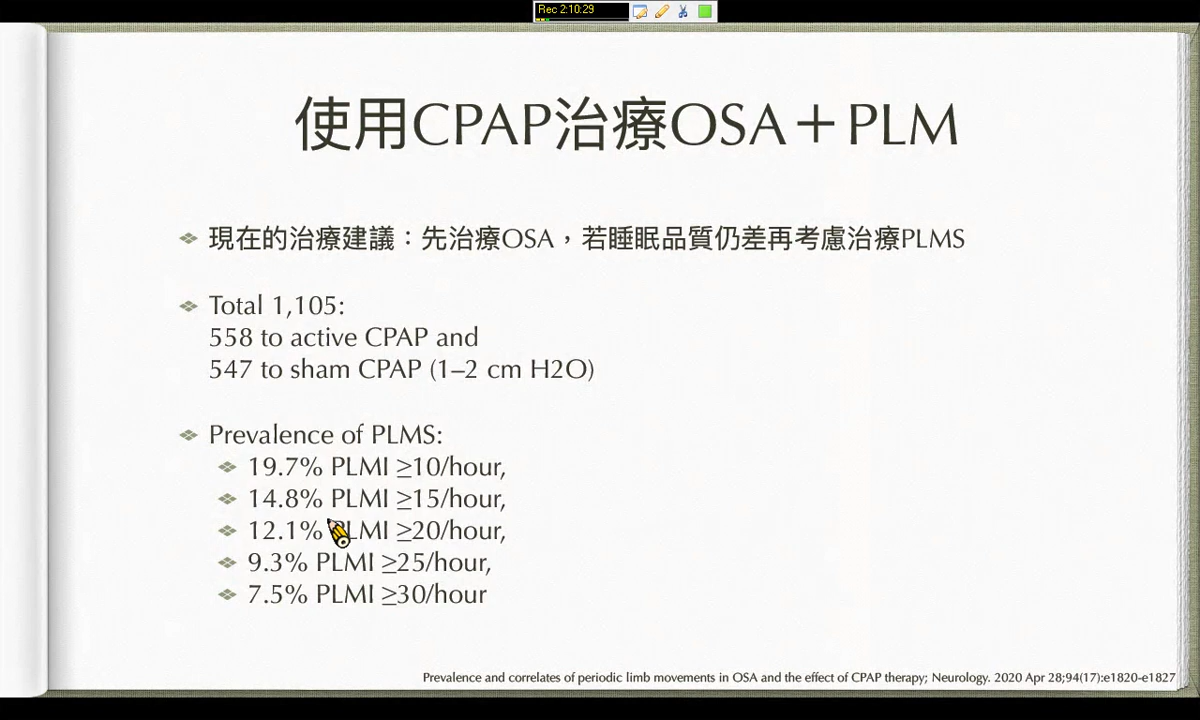 Rec 2:10:29
使用CPAP治療OSA+PLM
現在的治療建議：先治療OSA，若睡眠品質仍差再考慮治療PLMS
Total 1,105:
558 to active CPAP and
547 to sham CPAP (1–2 cm H2O)
Prevalence of PLMS:
19.7% PLMI ≥10/hour,
14.8% PLMI ≥15/hour,
12.1% PLMI ≥20/hour,
9.3% PLMI ≥25/hour,
7.5% PLMI ≥30/hour
Prevalence and correlates of periodic limb movements in OSA and the effect of CPAP therapy; Neurology. 2020 Apr 28;94(17):e1820-e1827